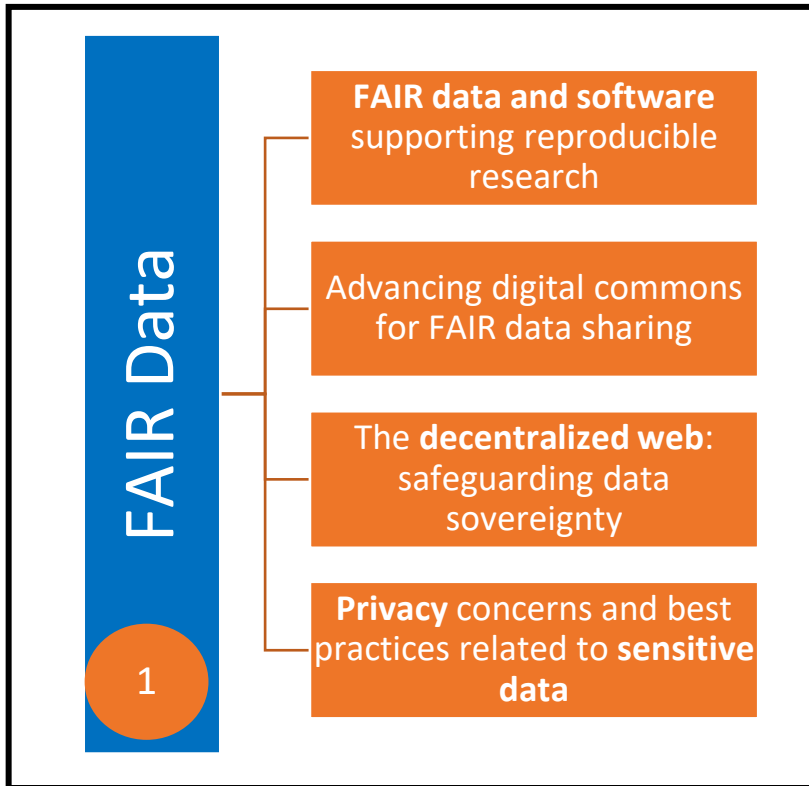 FAIR Data
1
FAIR data and software
supporting reproducible
research
Advancing digital commons
for FAIR data sharing
The decentralized web:
safeguarding data
sovereignty
Privacy concerns and best
practices related to sensitive
data